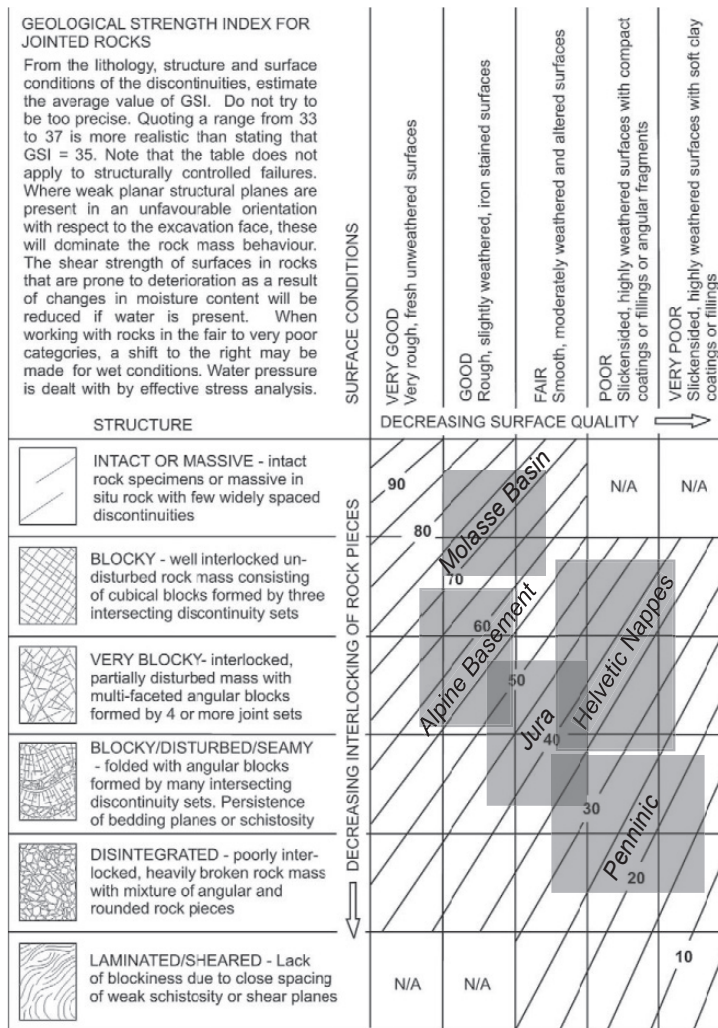 GEOLOGICAL STRENGTH INDEX FOR
JOINTED ROCKS
From the lithology, structure and surface
conditions of the discontinuities, estimate
the average value of GSI. Do not try to
be too precise. Quoting a range from 33
to 37 is more realistic than stating that
GSI = 35. Note that the table does not
apply to structurally controlled failures.
Where weak planar structural planes are
present in an unfavourable orientation
with respect to the excavation face, these
will dominate the rock mass behaviour.
The shear strength of surfaces in rocks
that are prone to deterioration as a result
of changes in moisture content will be
reduced if water is present. When
working with rocks in the fair to very poor
categories, a shift to the right may be
made for wet conditions. Water pressure
is dealt with by effective stress analysis.
SURFACE CONDITIONS
VERY GOOD
Very rough, fresh unweathered surfaces
GOOD
Rough, slightly weathered, iron stained surfaces
FAIR
Smooth, moderately weathered and altered surfaces
POOR
Slickensided, highly weathered surfaces with compact
coatings or fillings or angular fragments
VERY POOR
Slickensided, highly weathered surfaces with soft clay
coatings or fillings
STRUCTURE
DECREASING SURFACE QUALITY
DECREASING INTERLOCKING OF ROCK PIECES
INTACT OR MASSIVE - intact
rock specimens or massive in
situ rock with few widely spaced
discontinuities
BLOCKY - well interlocked un-
disturbed rock mass consisting
of cubical blocks formed by three
intersecting discontinuity sets
VERY BLOCKY- interlocked,
partially disturbed mass with
multi-faceted angular blocks
formed by 4 or more joint sets
BLOCKY/DISTURBED/SEAMY
- folded with angular blocks
formed by many intersecting
discontinuity sets. Persistence
of bedding planes or schistosity
DISINTEGRATED - poorly inter-
locked, heavily broken rock mass
with mixture of angular and
rounded rock pieces
LAMINATED/SHEARED - Lack
of blockiness due to close spacing
of weak schistosity or shear planes
90
80
70
60
50
40
30
20
10
N/A
N/A
N/A
N/A
Molasse Basin
Alpine Basement
Jura
Helvetic Nappes
Penninic